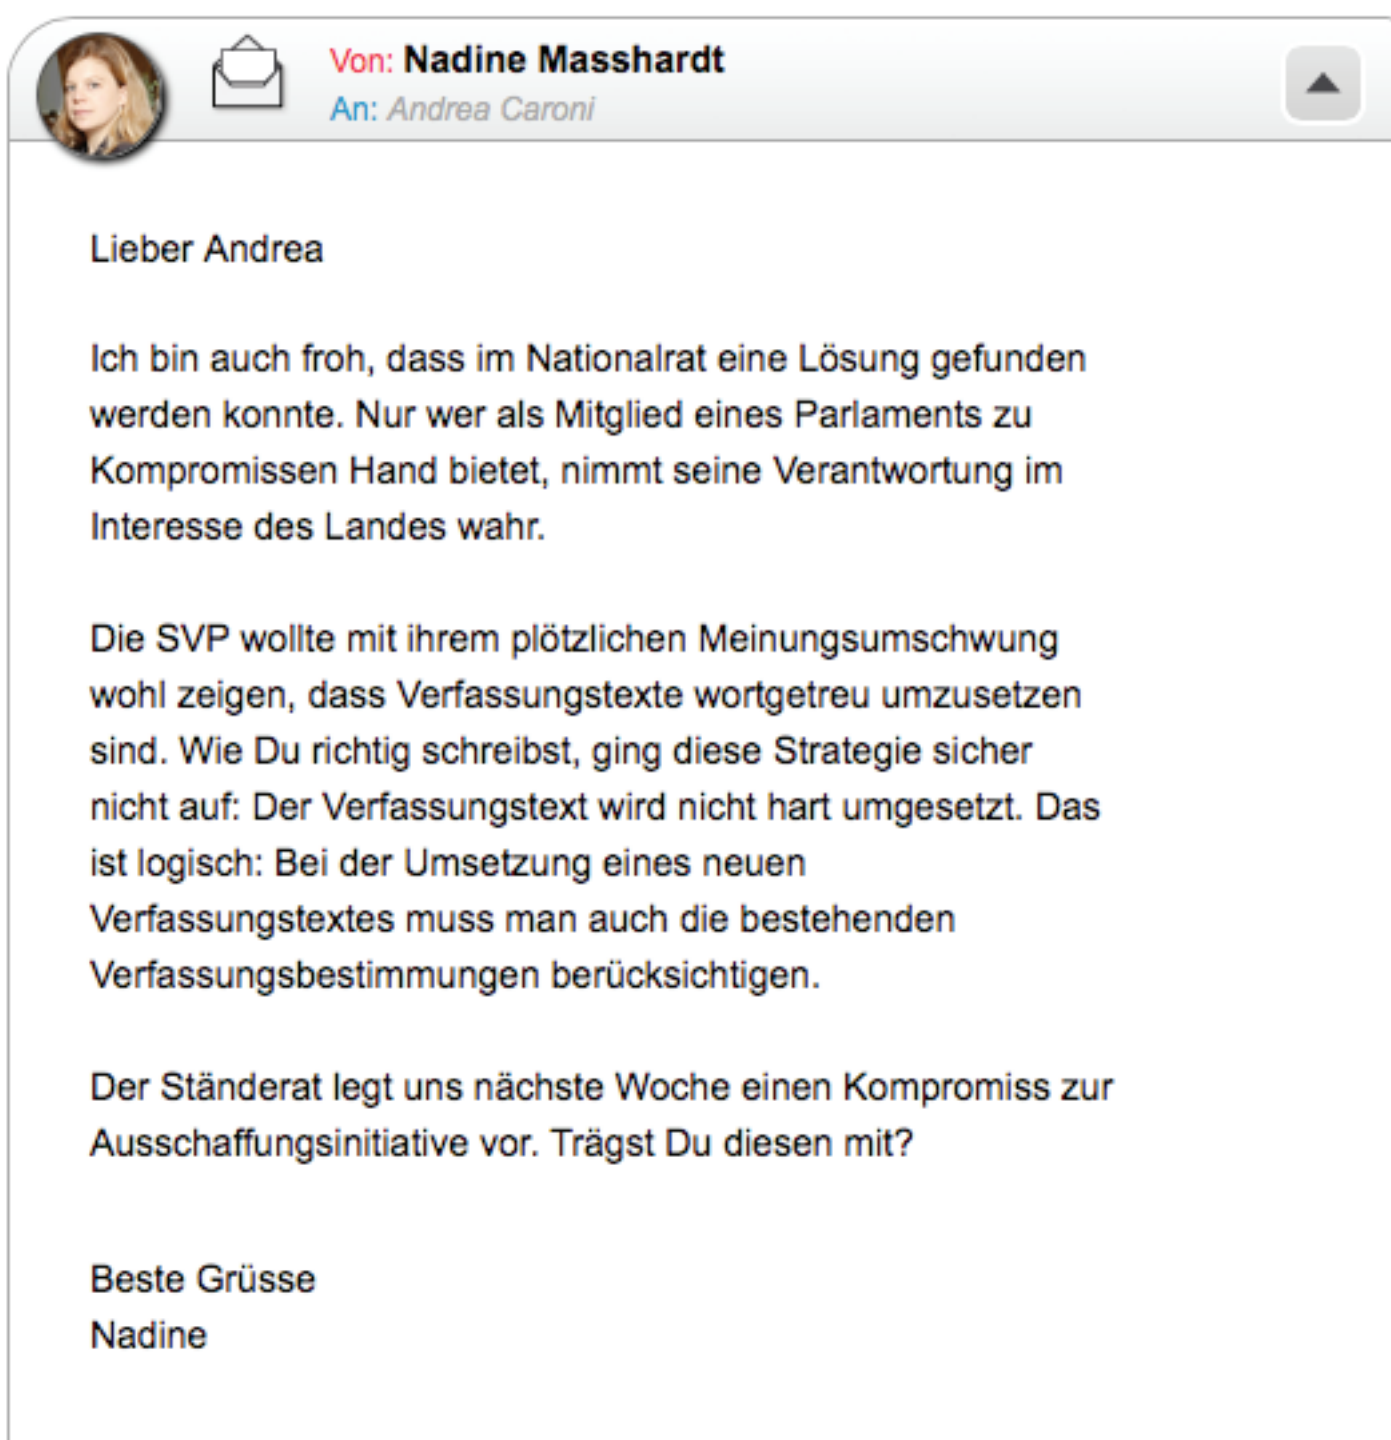 Von: Nadine Masshardt
An: Andrea Caroni
Lieber Andrea
Ich bin auch froh, dass im Nationalrat eine Lösung gefunden
werden konnte. Nur wer als Mitglied eines Parlaments zu
Kompromissen Hand bietet, nimmt seine Verantwortung im
Interesse des Landes wahr.
Die SVP wollte mit ihrem plötzlichen Meinungsumschwung
wohl zeigen, dass Verfassungstexte wortgetreu umzusetzen
sind. Wie Du richtig schreibst, ging diese Strategie sicher
nicht auf: Der Verfassungstext wird nicht hart umgesetzt. Das
ist logisch: Bei der Umsetzung eines neuen
Verfassungstextes muss man auch die bestehenden
Verfassungsbestimmungen berücksichtigen.
Der Ständerat legt uns nächste Woche einen Kompromiss zur
Ausschaffungsinitiative vor. Trägst Du diesen mit?
Beste Grüsse
Nadine